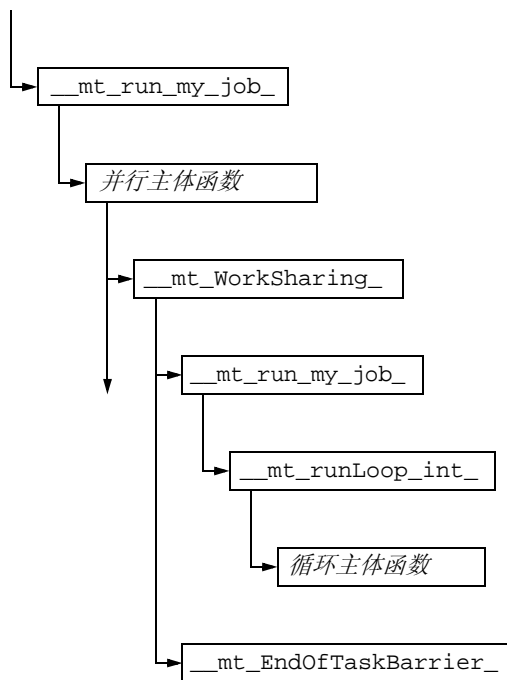 __mt_run_my_job_
并行主体函数
__mt_WorkSharing_
__mt_run_my_job_
__mt_runLoop_int_
循环主体函数
__mt_EndOfTaskBarrier_